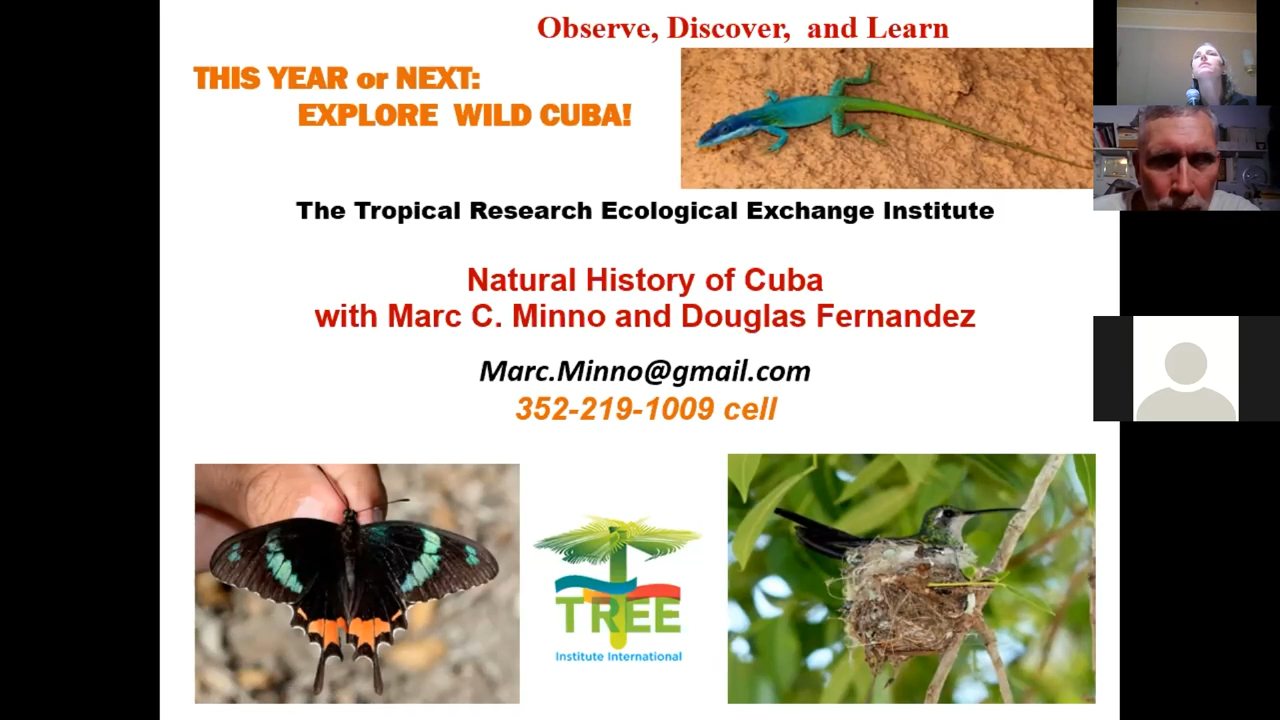 Observe, Discover, and Learn
THIS YEAR or NEXT:
EXPLORE WILD CUBA!
The Tropical Research Ecological Exchange Institute
Natural History of Cuba
with Marc C. Minno and Douglas Fernandez
Marc.Minno@gmail.com
352-219-1009 cell
TREE
Institute International